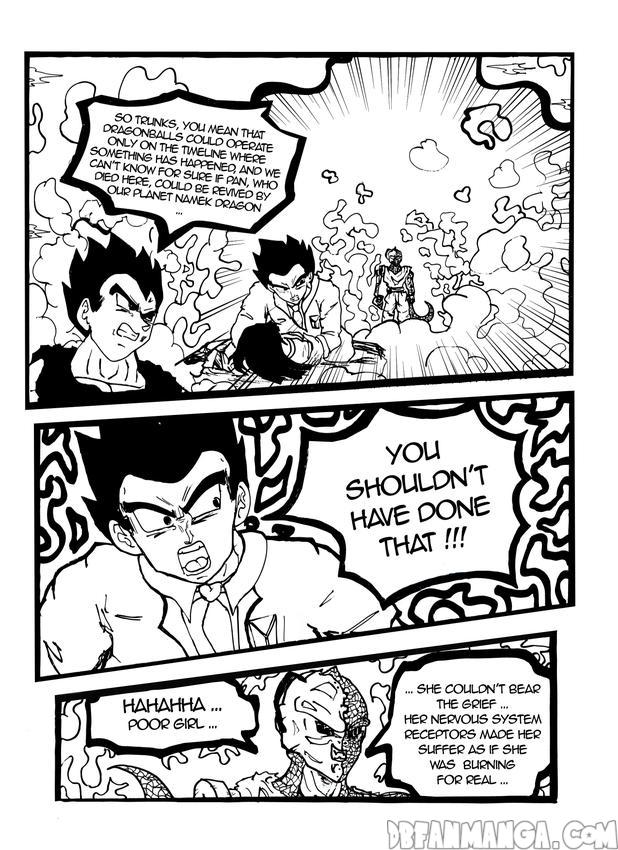 SO TRUNKS, YOU MEAN THAT
DRAGONBALLS COULD OPERATE
ONLY ON THE TIMELINE WHERE
SOMETHING HAS HAPPENED, AND WE
CAN'T KNOW FOR SURE IF PAN, WHO
DIED HERE, COULD BE REVIVED BY
OUR PLANET NAMEK DRAGON
...
YOU
SHOULDN'T
HAVE DONE
THAT !!!
HAHAHHA ...
POOR GIRL ...
... SHE COULDN'T BEAR
THE GRIEF ...
HER NERVOUS SYSTEM
RECEPTORS MADE HER
SUFFER AS IF SHE
WAS BURNING
FOR REAL ...
DBFANMANGA.COM